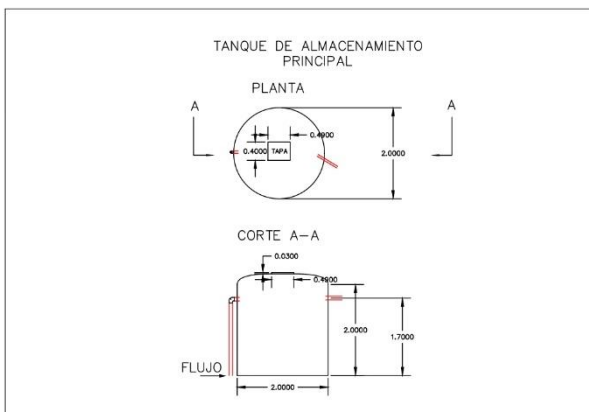 TANQUE DE ALMACENAMIENTO
PRINCIPAL
PLANTA
A
A
0.4900
0.4000
TAPA
2.0000
CORTE A-A
0.0300
0.4900
2.0000
1.7000
FLUJO
2.0000